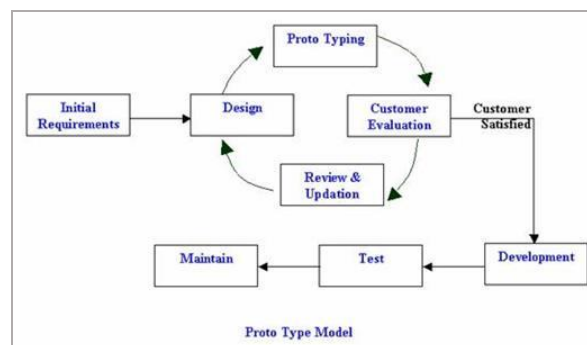 Proto Typing
Initial
Requirements
Design
Customer
Evaluation
Customer
Satisfied
Review &
Updation
Maintain
Test
Development
Proto Type Model